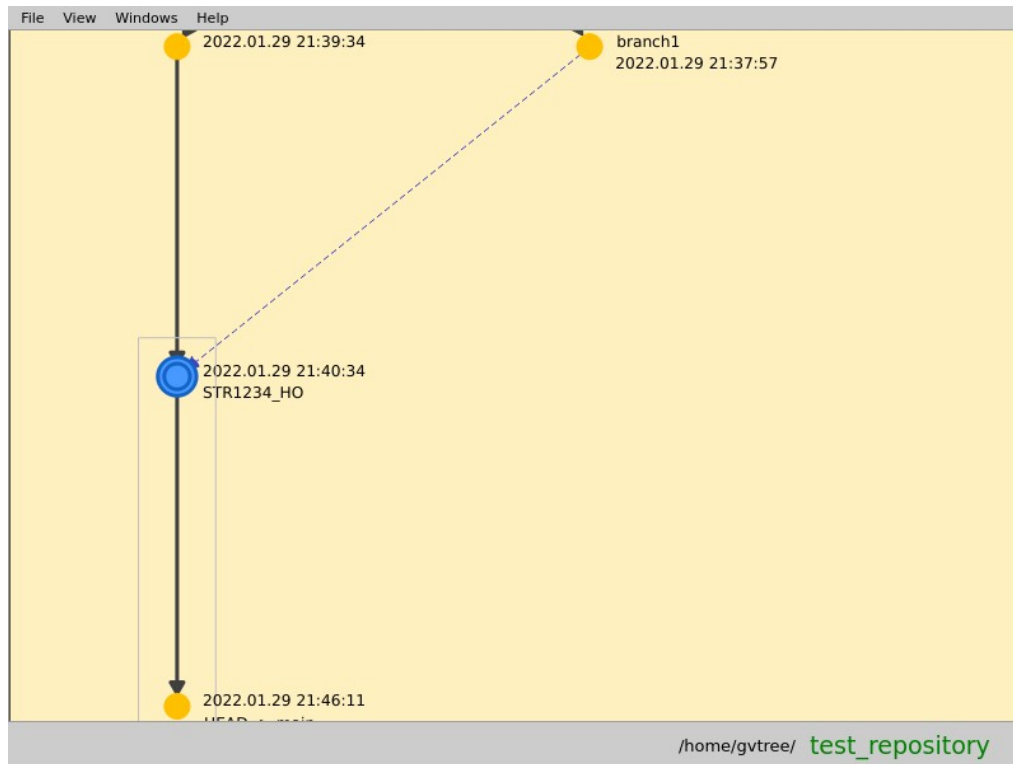 File View Windows Help
2022.01.29 21:39:34
branch1
2022.01.29 21:37:57
2022.01.29 21:40:34
STR1234_HO
2022.01.29 21:46:11
/home/gvtree/ test_repository